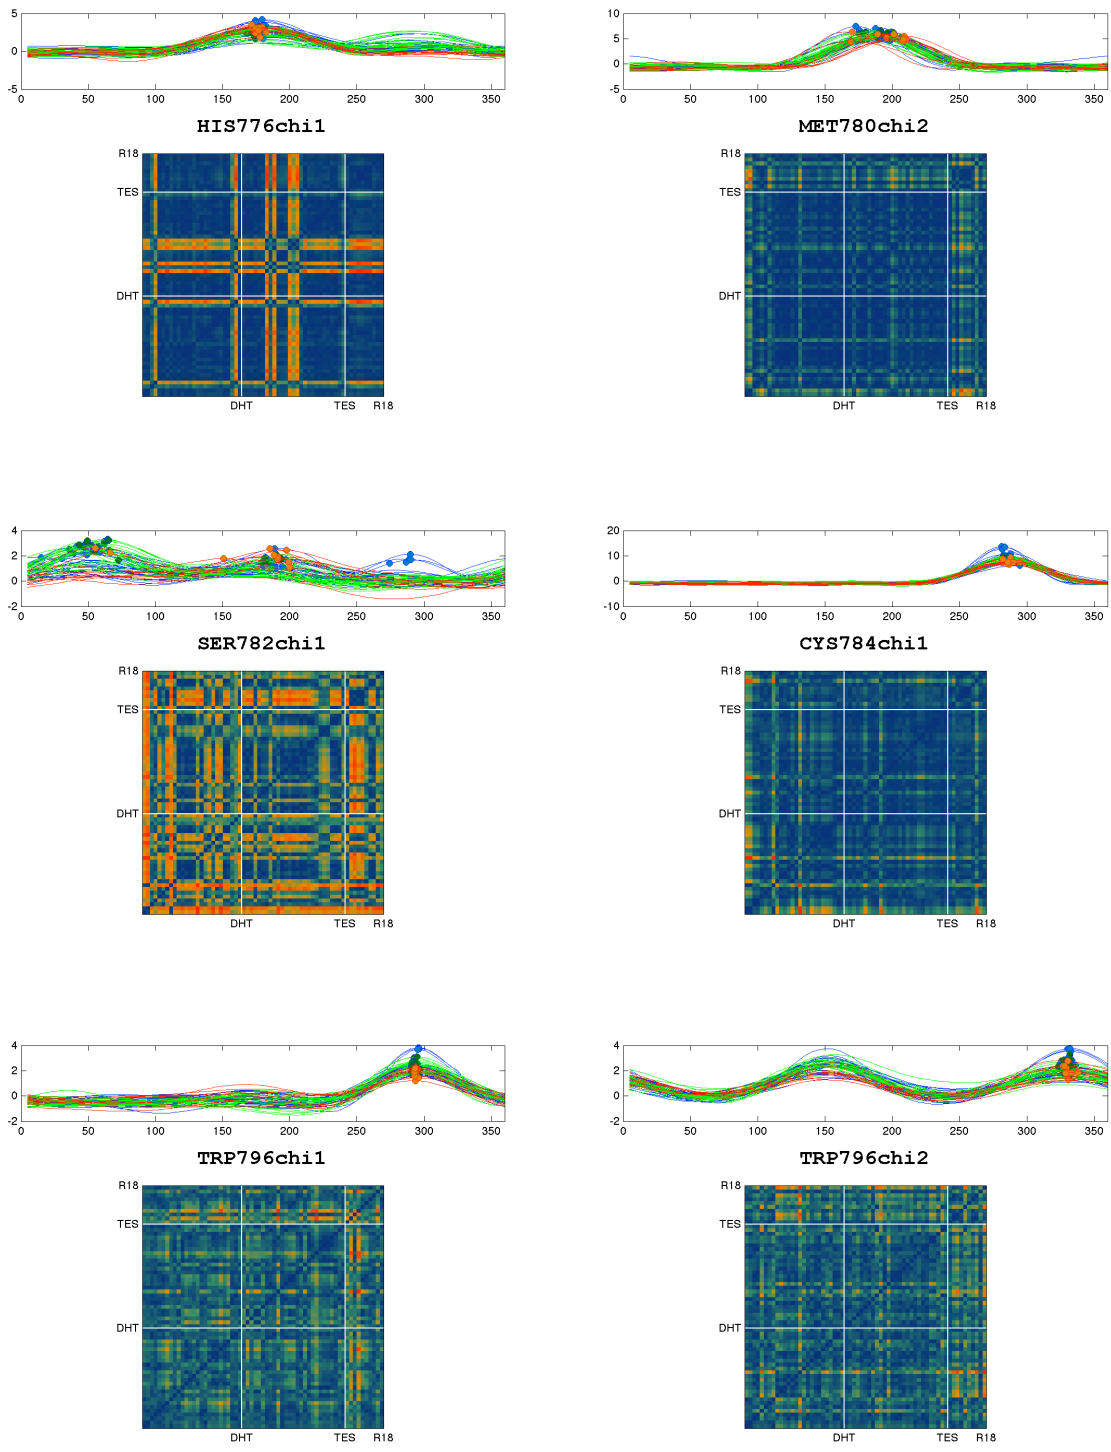 5 10
0 5
-5 0
-5
0 50 100 150 200 250 300 350 0 50 100 150 200 250 300 350
HIS776chi1 MET780chi2
R18 R18
TES TES
DHT DHT
DHT TES R18 DHT TES R18
4 20
2 10
0 0
-2 -10
0 50 100 150 200 250 300 350 0 50 100 150 200 250 300 350
SER782chi1 CYS784chi1
R18 R18
TES TES
DHT DHT
DHT TES R18 DHT TES R18
4 4
2 2
0 0
-2 -2
0 50 100 150 200 250 300 350 0 50 100 150 200 250 300 350
TRP796chi1 TRP796chi2
R18 R18
TES TES
DHT DHT
DHT TES R18 DHT TES R18